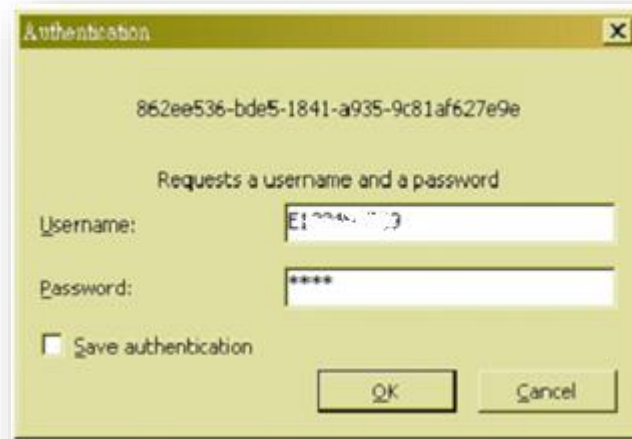 Authentication
862ee536-bde5-1841-a935-9c81af627e9e
Requests a username and a password
Username:
Password: ****
Save authentication
OK Cancel